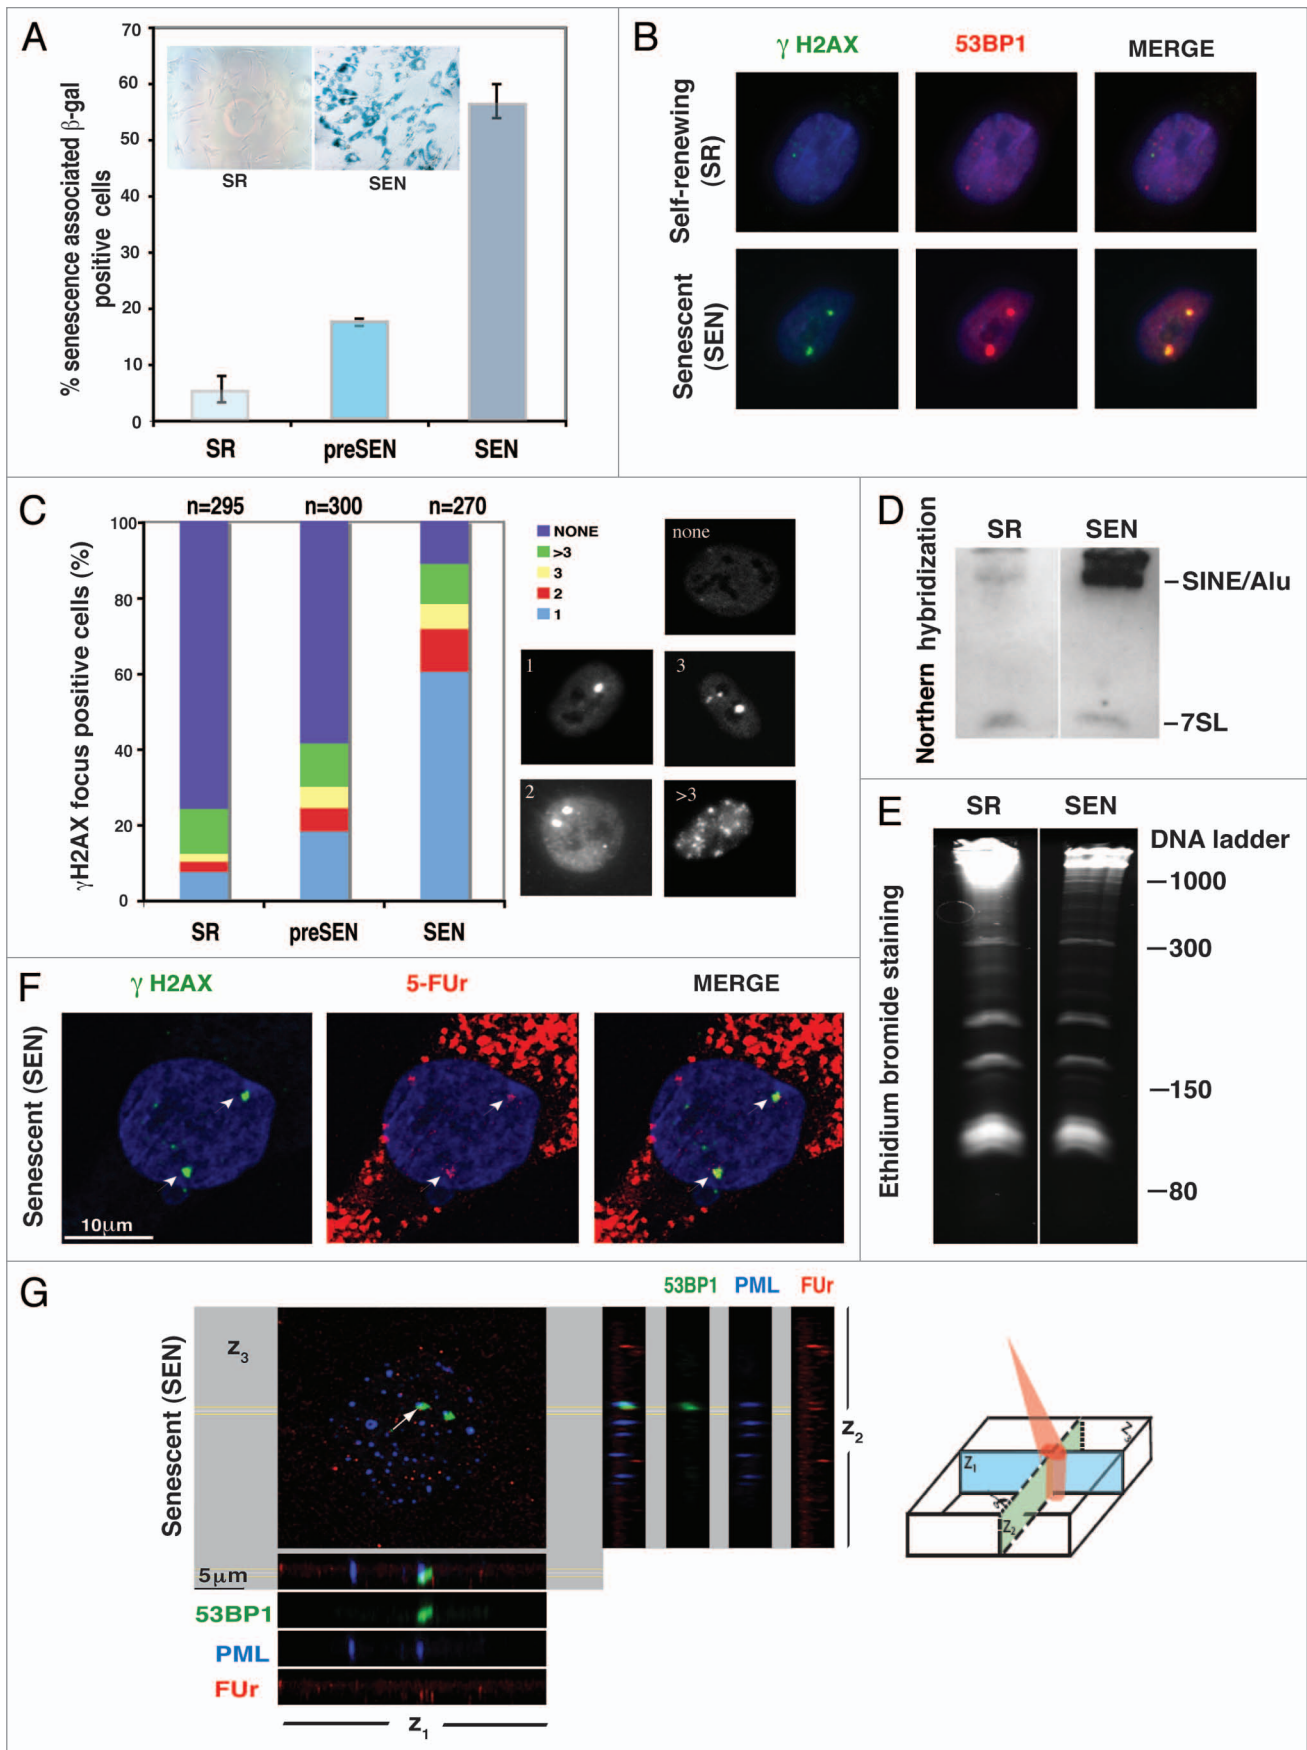 A
% senescence associated β-gal
positive cells
70
60
50
40
30
20
10
0
SR
SEN
SR
preSEN
SEN
B
γ H2AX
53BP1
MERGE
Self-renewing
(SR)
Senescent
(SEN)
C
γH2AX focus positive cells (%)
n=295
n=300
n=270
100
80
60
40
20
0
SR
preSEN
SEN
NONE
>3
3
2
1
none
1
3
2
>3
D
Northern hybridization
SR
SEN
SINE/Alu
7SL
E
Ethidium bromide staining
SR
SEN
DNA ladder
1000
300
150
80
F
γ H2AX
5-FUr
MERGE
Senescent (SEN)
10μm
G
Senescent (SEN)
53BP1
PML
FUr
Z3
Z2
5μm
53BP1
PML
FUr
Z1
Z1
Z2